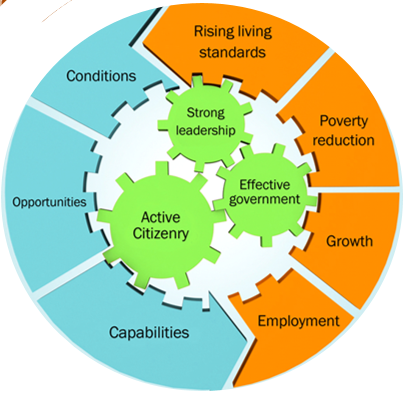 Rising living
standards
Conditions
Strong
leadership
Poverty
reduction
Effective
government
Opportunities
Active
Citizenry
Growth
Employment
Capabilities